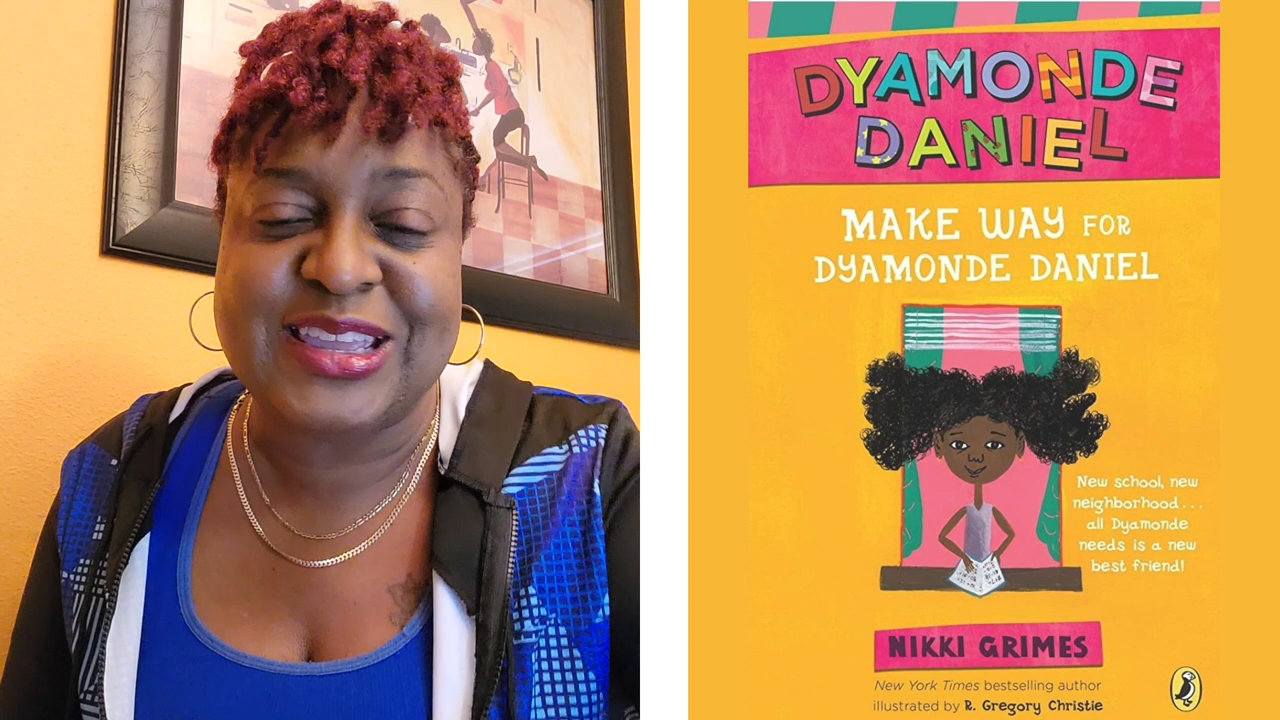 DYAMONDE
DANIEL
MAKE WAY FOR
DYAMONDE DANIEL
New school, new
neighborhood...
all Dyamonde
needs is a new
best friend!
NIKKI GRIMES
New York Times bestselling author
illustrated by R. Gregory Christie